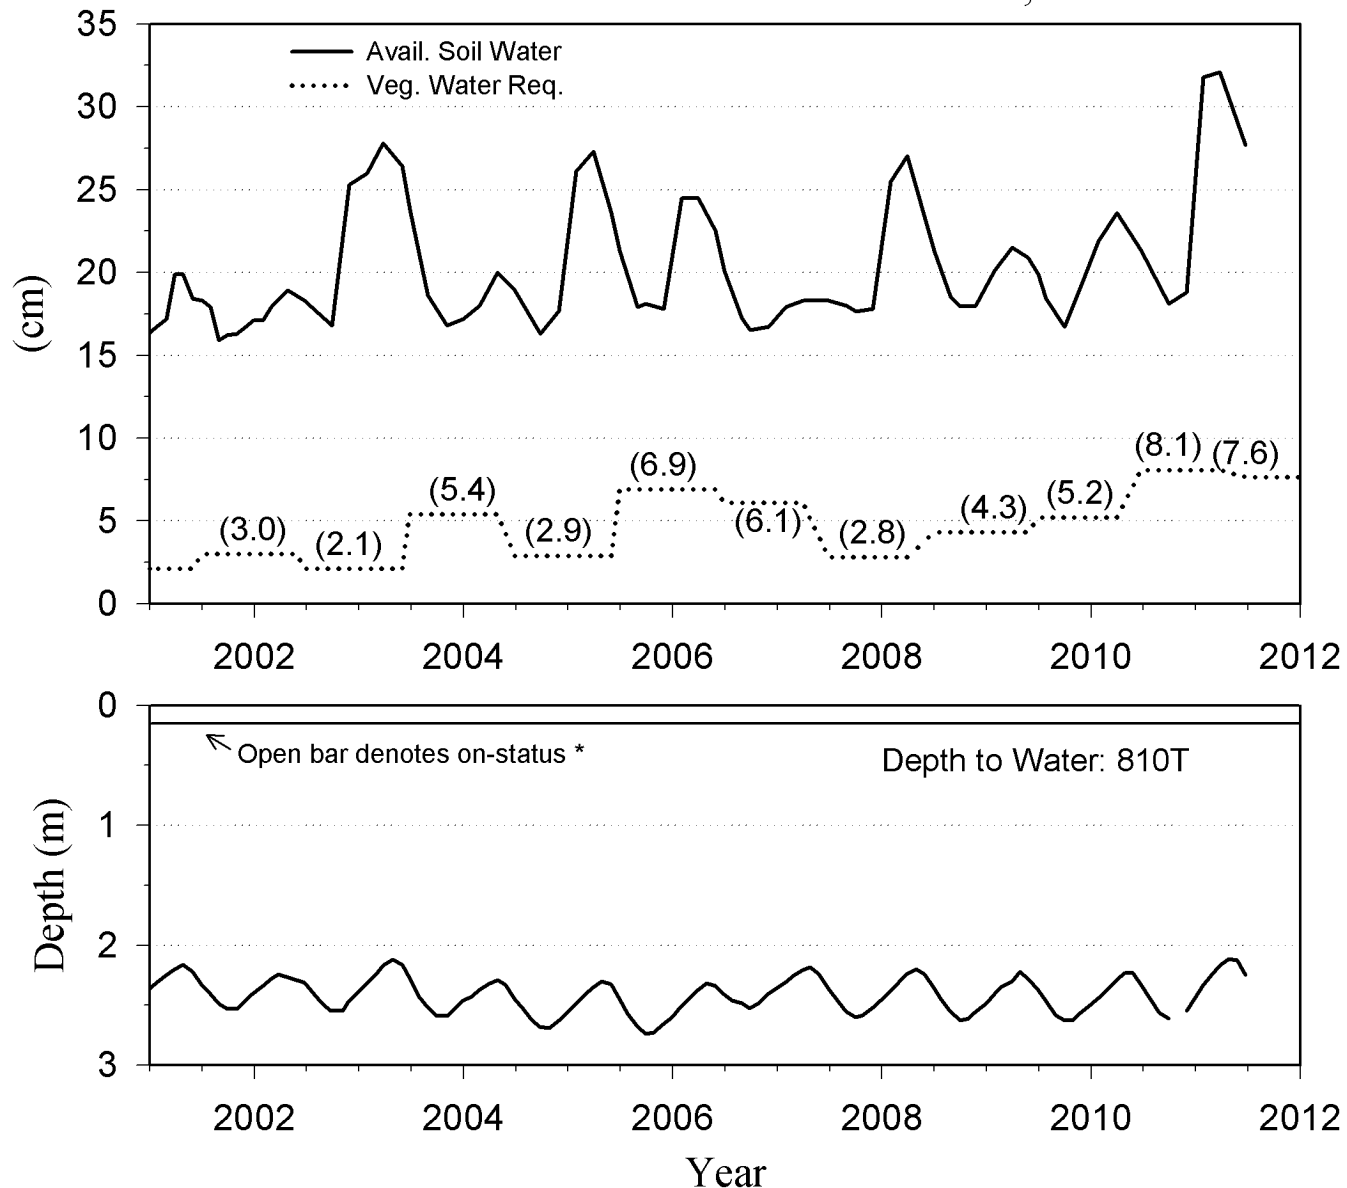 35
Avail. Soil Water
Veg. Water Req.
30
25
20
15
10
5
0
(cm)
(3.0)
(2.1)
(5.4)
(2.9)
(6.9)
(6.1)
(2.8)
(4.3)
(5.2)
(8.1)
(7.6)
2002 2004 2006 2008 2010 2012
0
Open bar denotes on-status *
Depth to Water: 810T
1
2
3
Depth (m)
2002 2004 2006 2008 2010 2012
Year